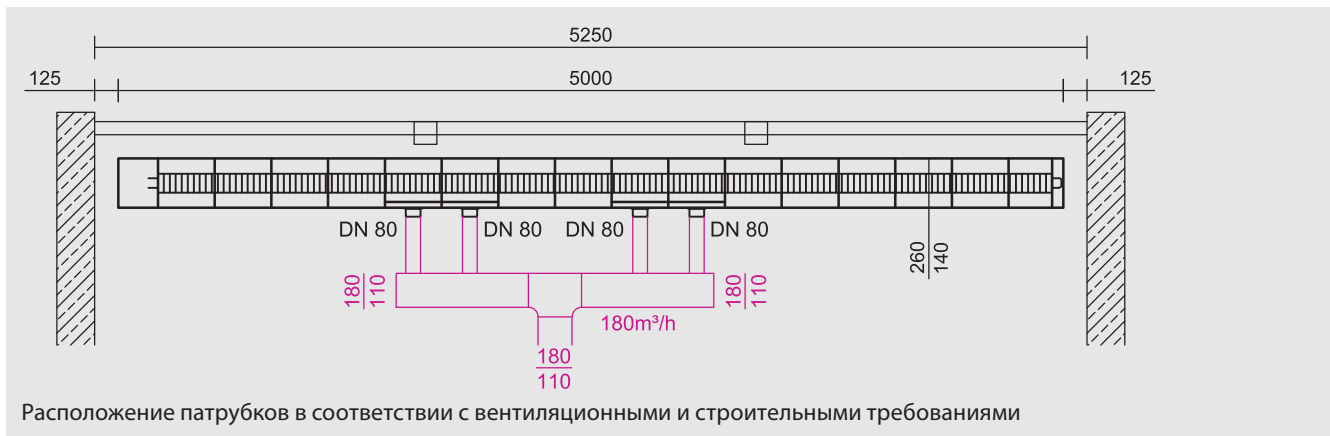 5250
125 5000 125
DN 80 DN 80 DN 80 DN 80
260
140
180
110
180
110
180m³/h
180
110
Расположение патрубков в соответствии с вентиляционными и строительными требованиями